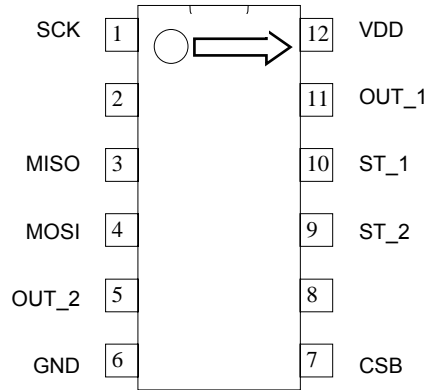 SCK 1 12 VDD
2 11 OUT_1
MISO 3 10 ST_1
MOSI 4 9 ST_2
OUT_2 5 8
GND 6 7 CSB